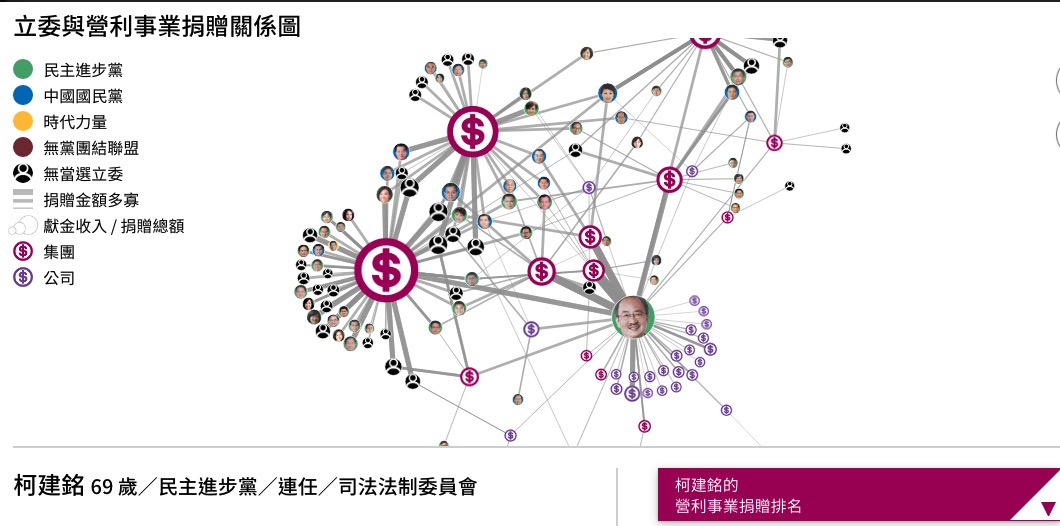 立委與營利事業捐贈關係圖
民主進步黨
中國國民黨
時代力量
無黨團結聯盟
無當選立委
捐贈金額多寡
獻金收入 / 捐贈總額
集團
公司
柯建銘 69 歲／民主進步黨／連任／司法法制委員會
柯建銘的
營利事業捐贈排名